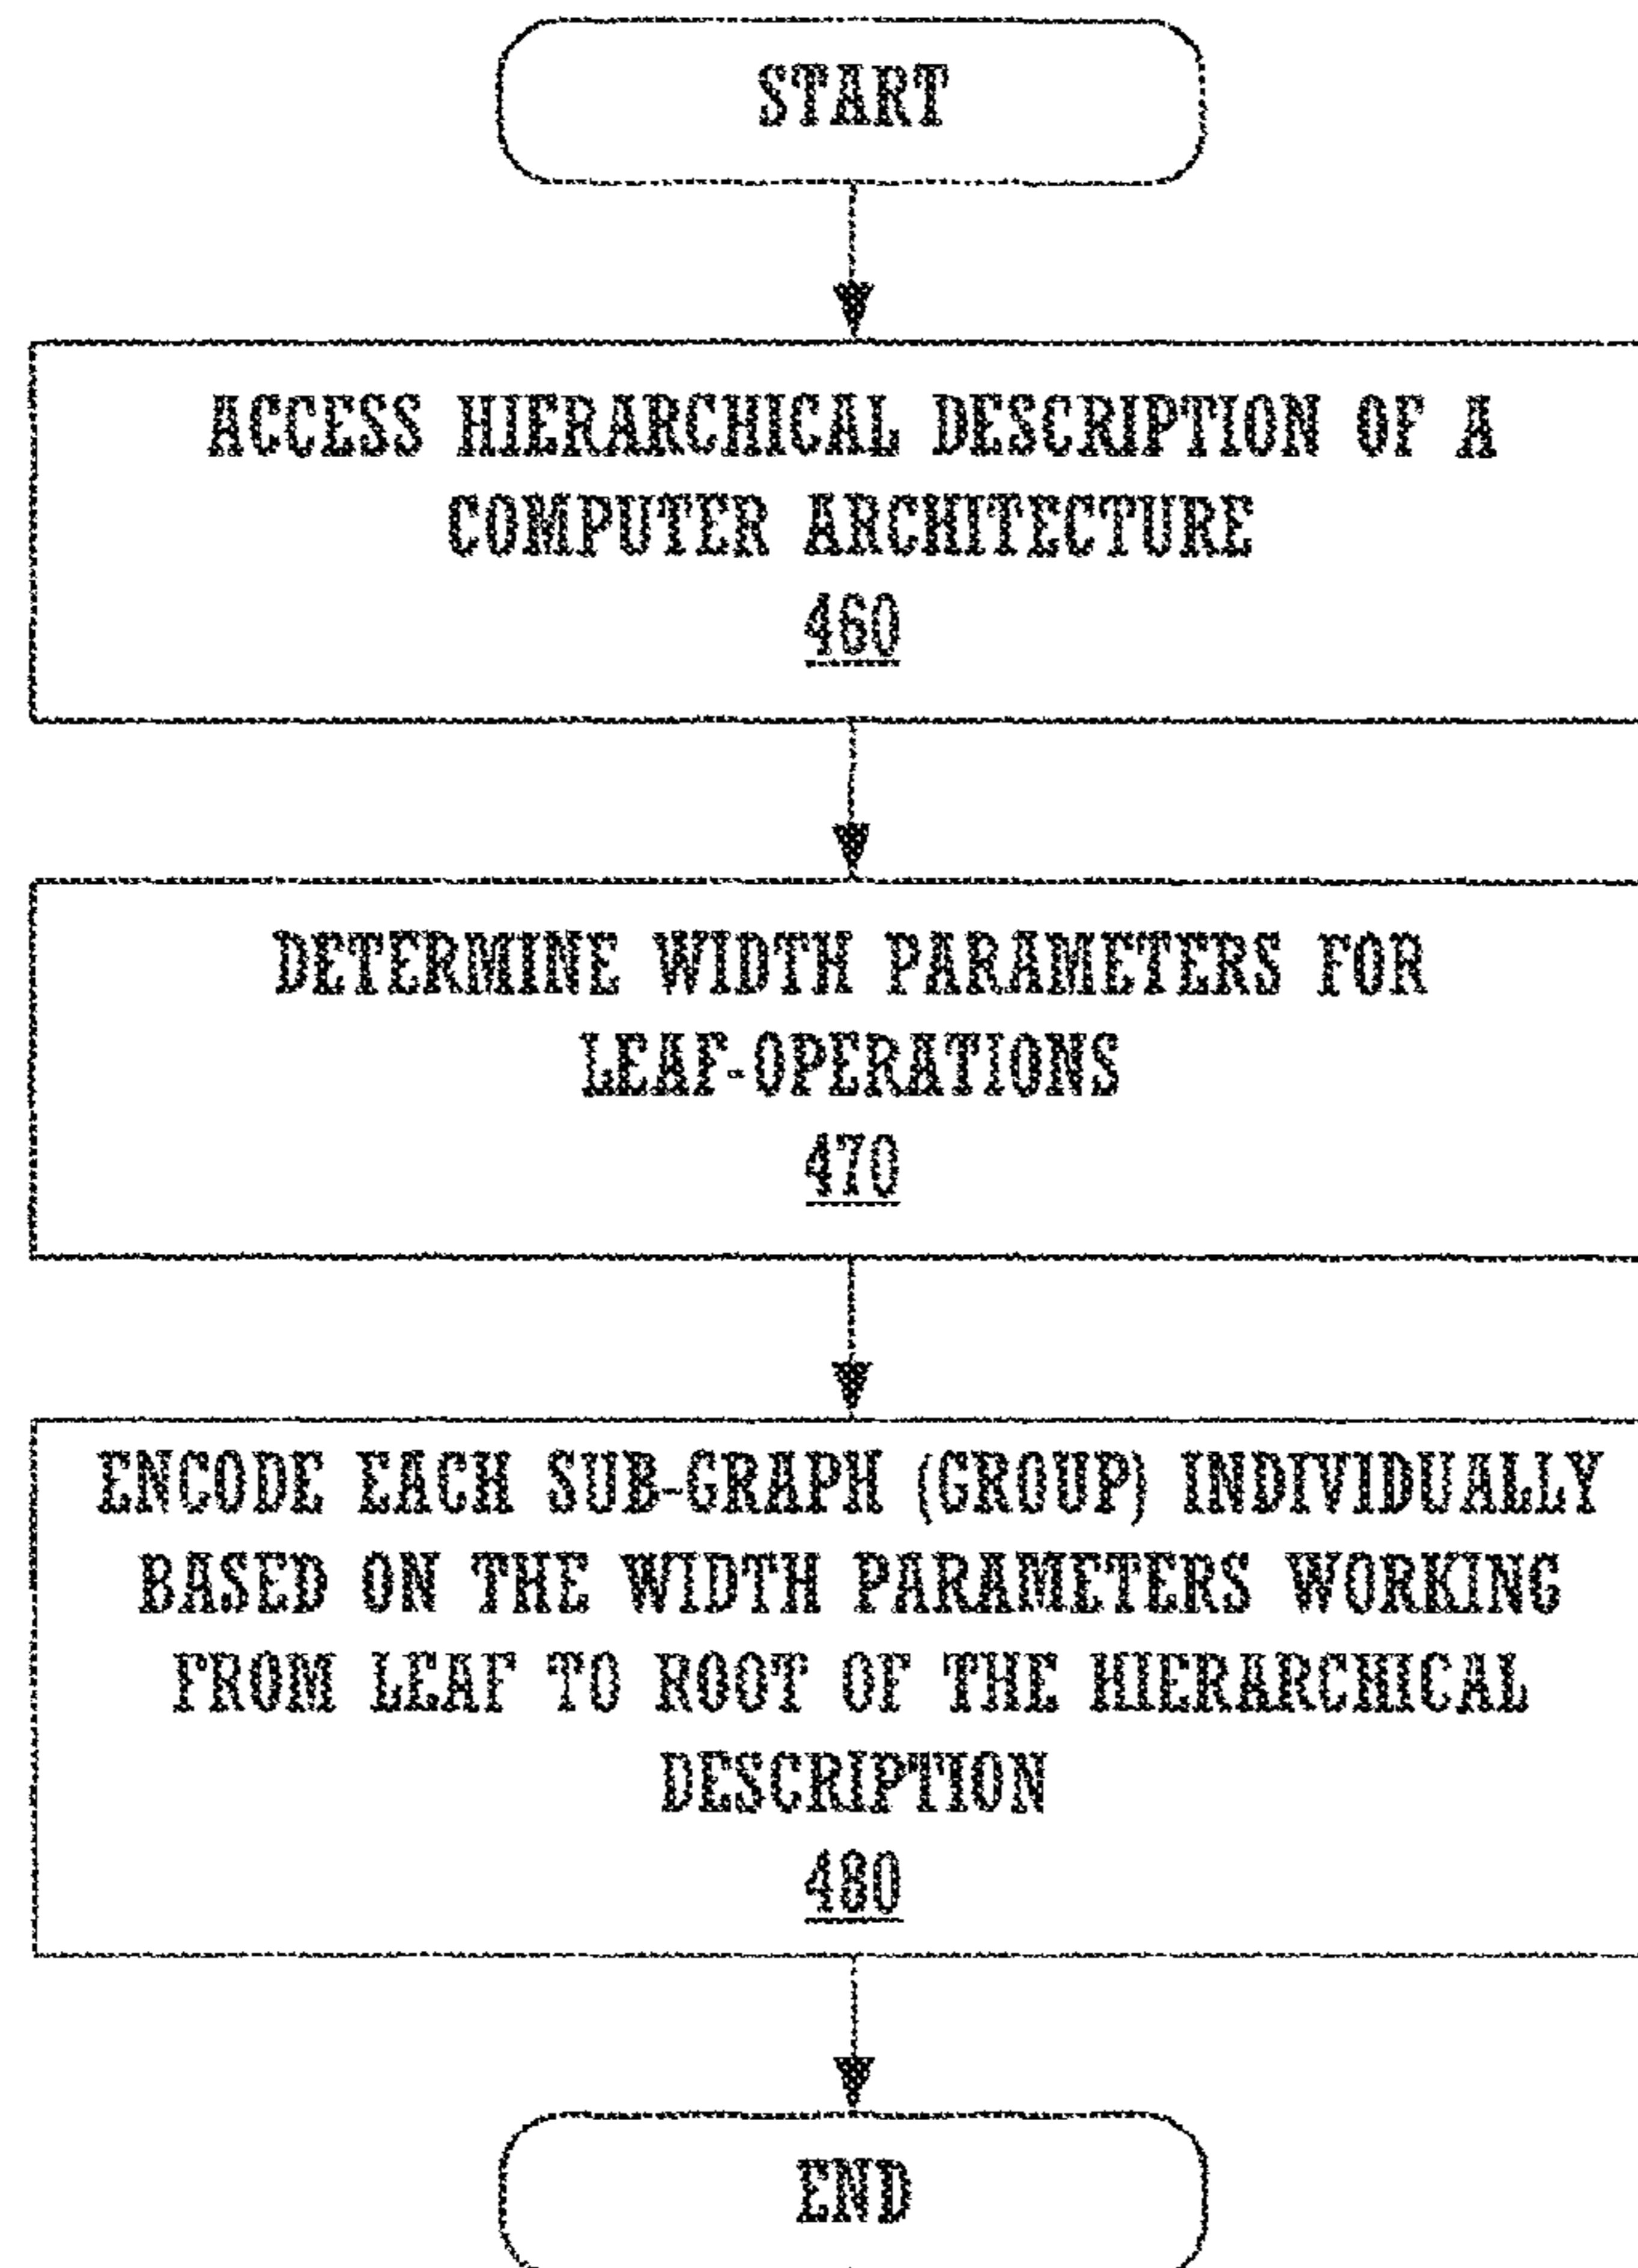 START
ACCESS HIERARCHICAL DESCRIPTION OF A
COMPUTER ARCHITECTURE
460
DETERMINE WIDTH PARAMETERS FOR
LEAF-OPERATIONS
470
ENCODE EACH SUB-GRAPH (GROUP) INDIVIDUALLY
BASED ON THE WIDTH PARAMETERS WORKING
FROM LEAF TO ROOT OF THE HIERARCHICAL
DESCRIPTION
480
END